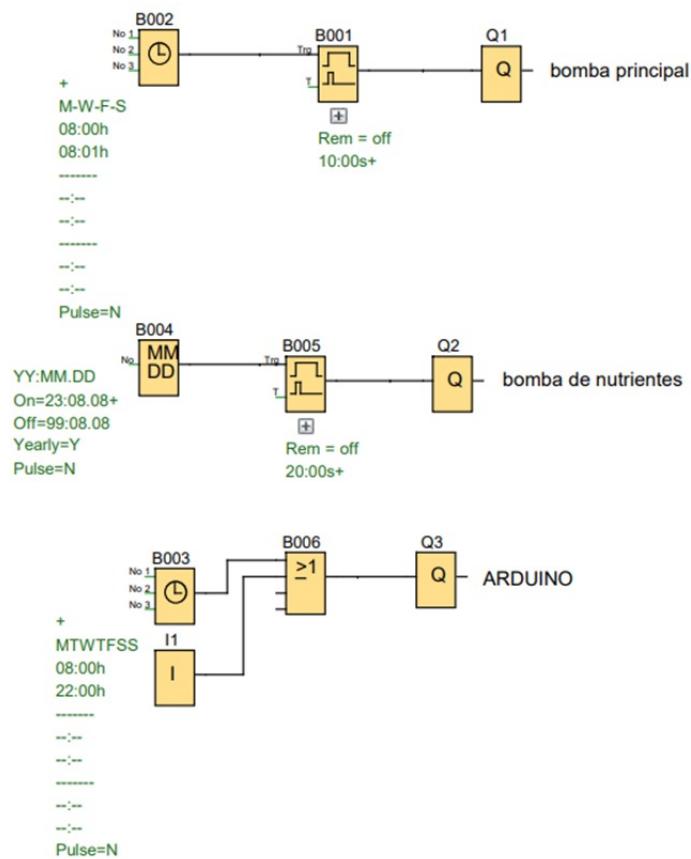 B002
No 1
No 2
No 3
+
M-W-F-S
08:00h
08:01h
-------
--:--
--:--
-------
--:--
--:--
Pulse=N
B001
Trg
T
+
Rem = off
10:00s+
Q1
Q
bomba principal
B004
No
MM
DD
YY:MM.DD
On=23:08.08+
Off=99:08.08
Yearly=Y
Pulse=N
B005
Trg
T
+
Rem = off
20:00s+
Q2
Q
bomba de nutrientes
B003
No 1
No 2
No 3
+
MTWTFSS
08:00h
22:00h
-------
--:--
--:--
-------
--:--
--:--
Pulse=N
I1
I
B006
≥1
Q3
Q
ARDUINO